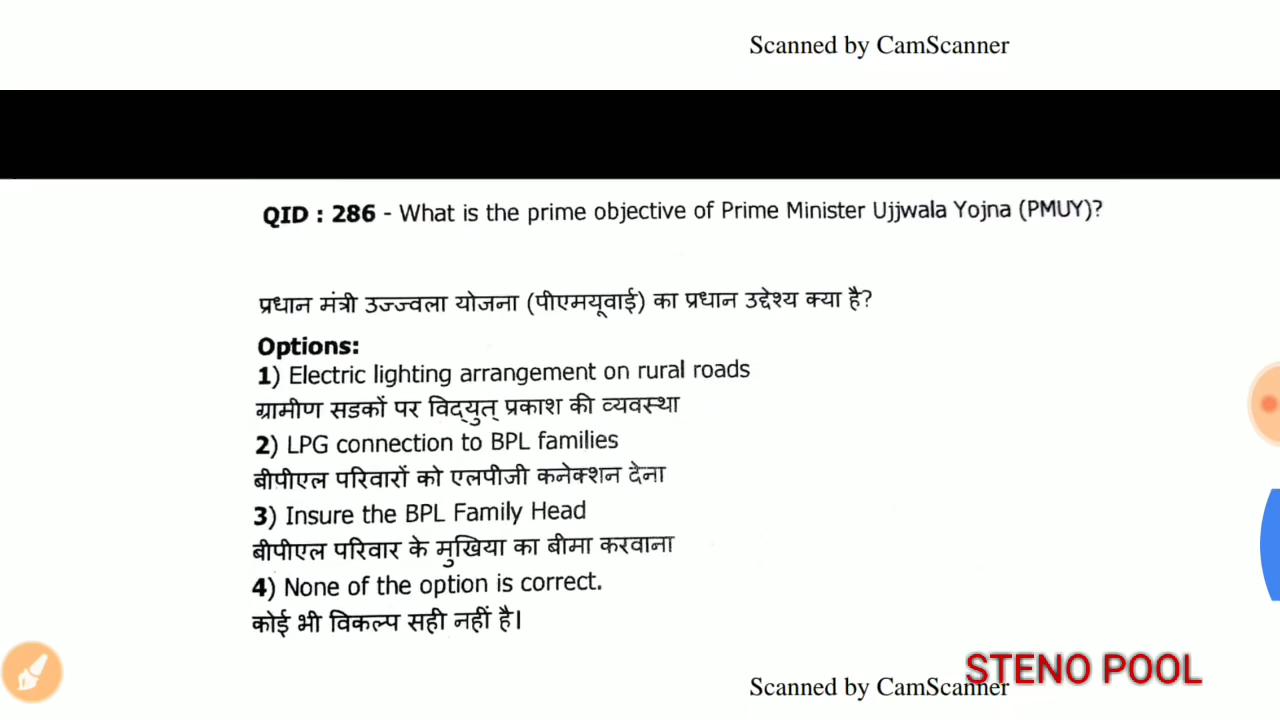 Scanned by CamScanner
QID : 286 - What is the prime objective of Prime Minister Ujjwala Yojna (PMUY)?
प्रधान मंत्री उज्ज्वला योजना (पीएमयूवाई) का प्रधान उद्देश्य क्या है?
Options:
1) Electric lighting arrangement on rural roads
ग्रामीण सडकों पर विद्युत् प्रकाश की व्यवस्था
2) LPG connection to BPL families
बीपीएल परिवारों को एलपीजी कनेक्शन देना
3) Insure the BPL Family Head
बीपीएल परिवार के मुखिया का बीमा करवाना
4) None of the option is correct.
कोई भी विकल्प सही नहीं है।
STENO POOL
Scanned by CamScanner